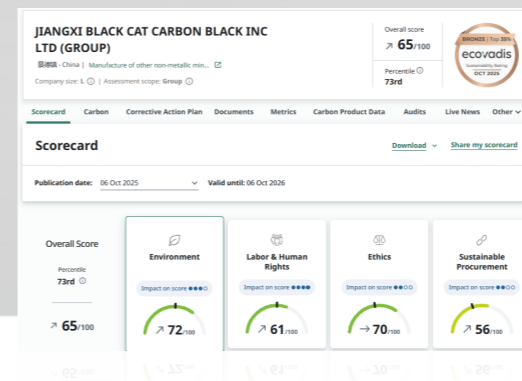 JIANGXI BLACK CAT CARBON BLACK INC
LTD (GROUP)
China | Manufacture of other non-metallic min...
Company size: L | Assessment scope: Group
Overall score
65/100
Percentile
73rd
BRONZE | Top 35%
ecovadis
Sustainability Rating
OCT 2025
Scorecard Carbon Corrective Action Plan Documents Metrics Carbon Product Data Audits Live News Other
Scorecard
Download Share my scorecard
Publication date: 06 Oct 2025 Valid until: 06 Oct 2026
Overall Score
Percentile
73rd
65/100
Environment
Impact on score
72/100
Labor & Human
Rights
Impact on score
61/100
Ethics
Impact on score
70/100
Sustainable
Procurement
Impact on score
56/100